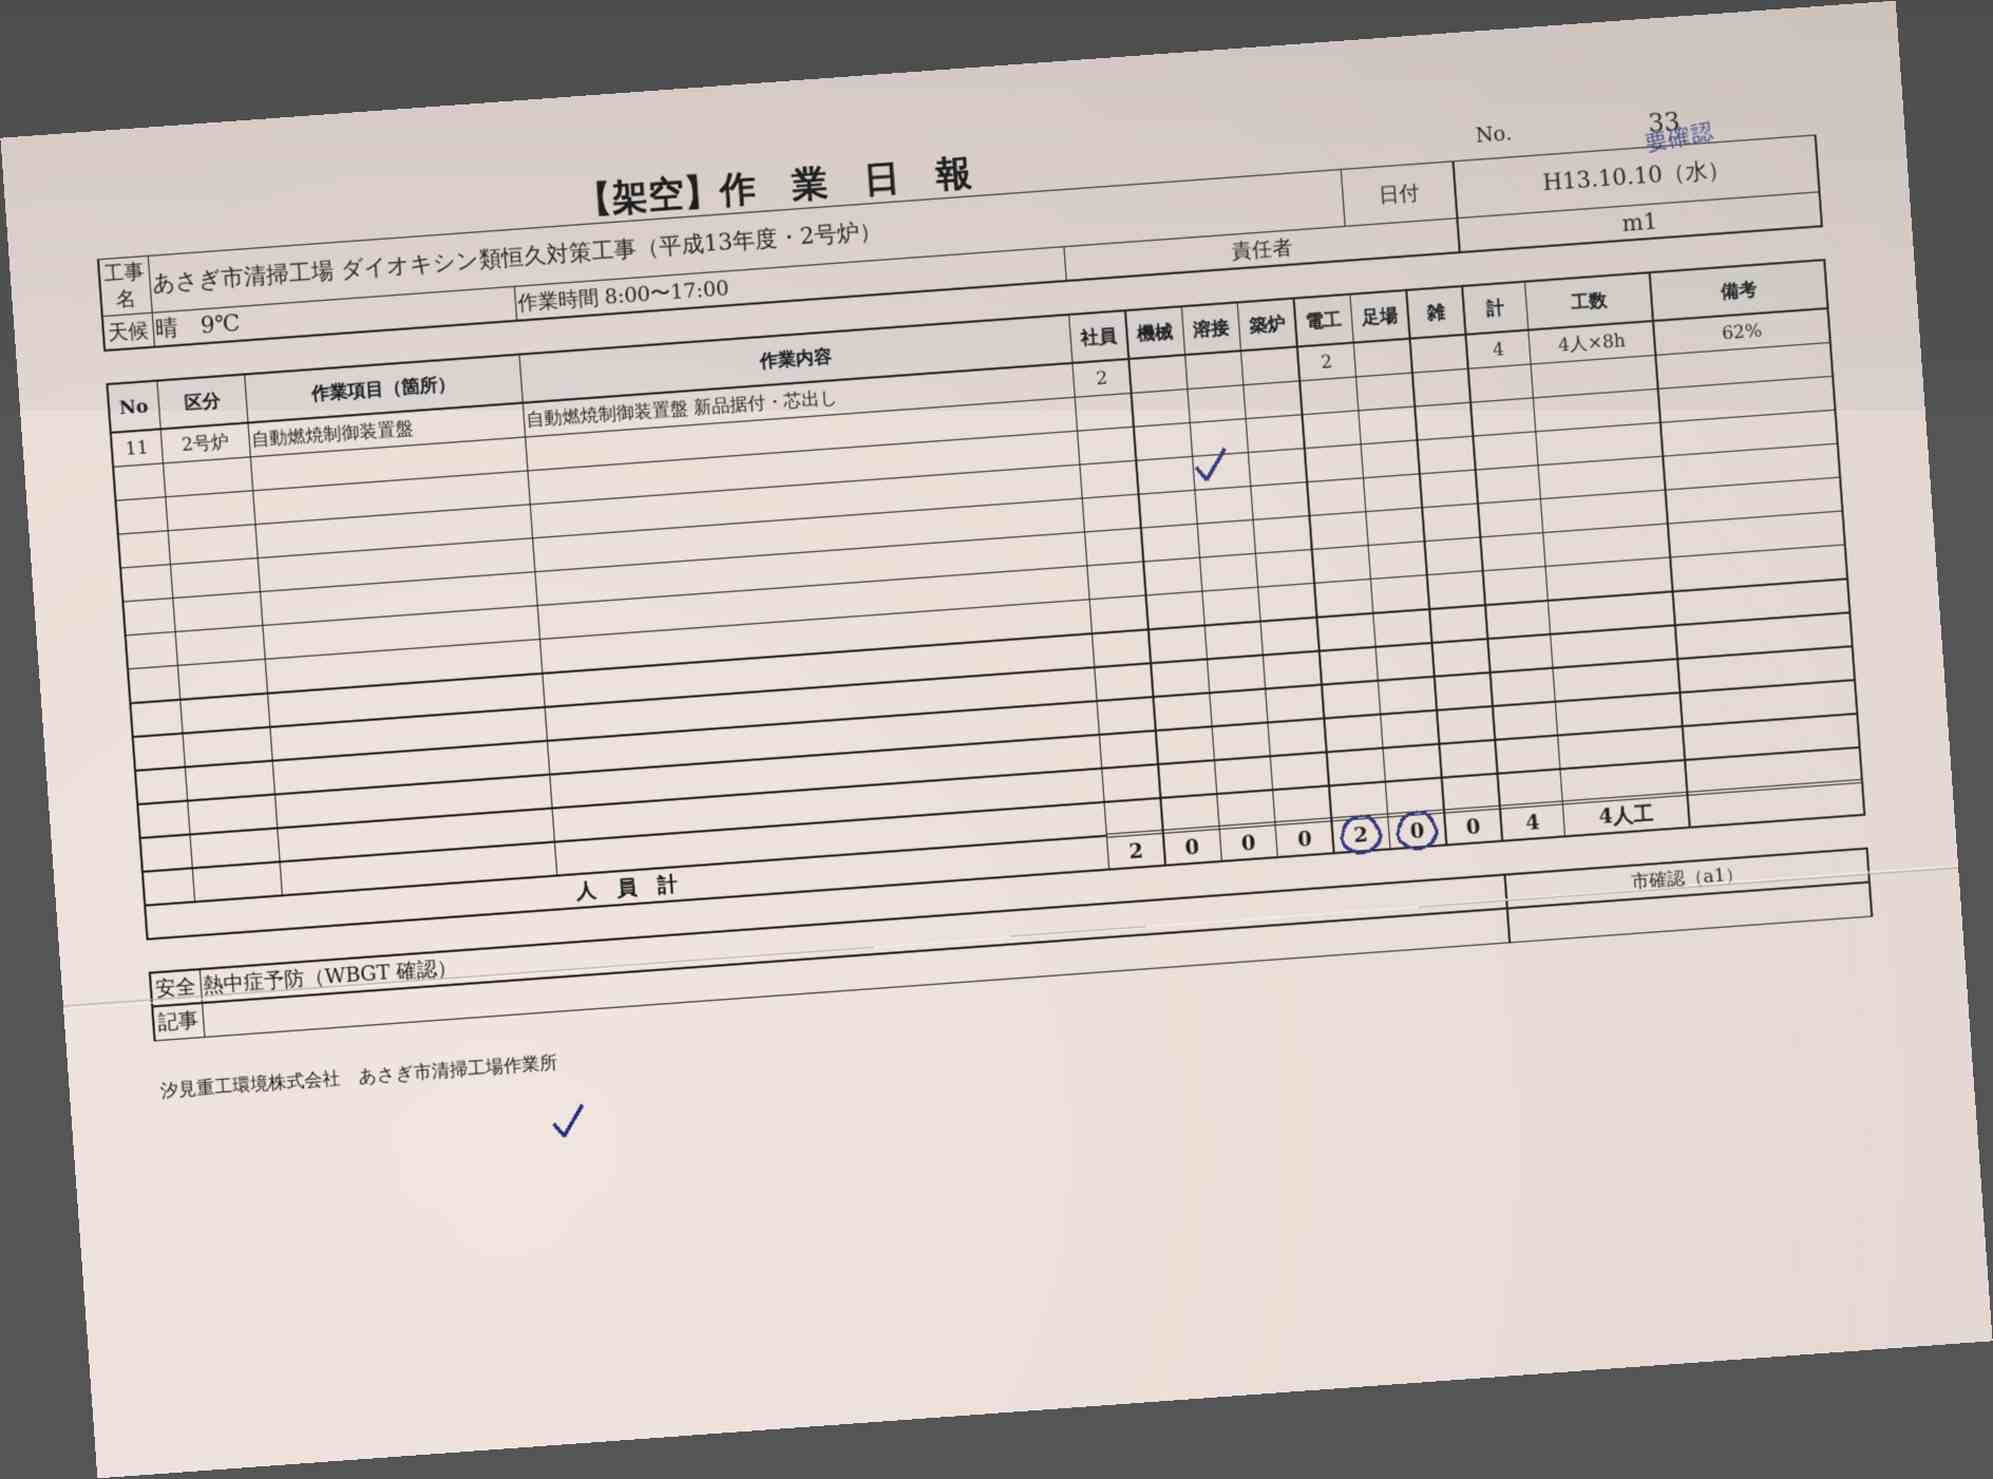 No. 33
要確認
【架空】作 業 日 報
工事名 あさぎ市清掃工場 ダイオキシン類恒久対策工事（平成13年度・2号炉） 日付 H13.10.10（水）
天候 晴 9℃ 作業時間 8:00〜17:00 責任者 m1
No 区分 作業項目（箇所） 作業内容 社員 機械 溶接 築炉 電工 足場 雑 計 工数 備考
11 2号炉 自動燃焼制御装置盤 自動燃焼制御装置盤 新品据付・芯出し 2 2 4 4人×8h 62%
人 員 計 2 0 0 0 2 0 0 4 4人工
安全 熱中症予防（WBGT 確認） 市確認（a1）
記事
汐見重工環境株式会社 あさぎ市清掃工場作業所